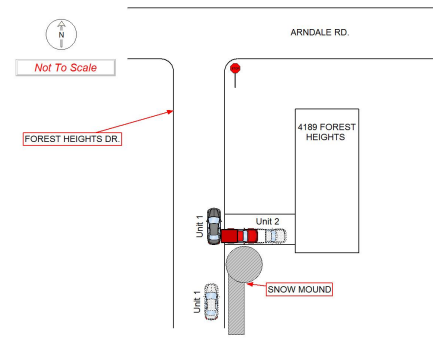 N
ARNDALE RD.
Not To Scale
4189 FOREST
HEIGHTS
FOREST HEIGHTS DR.
Unit 1
Unit 2
Unit 1
SNOW MOUND